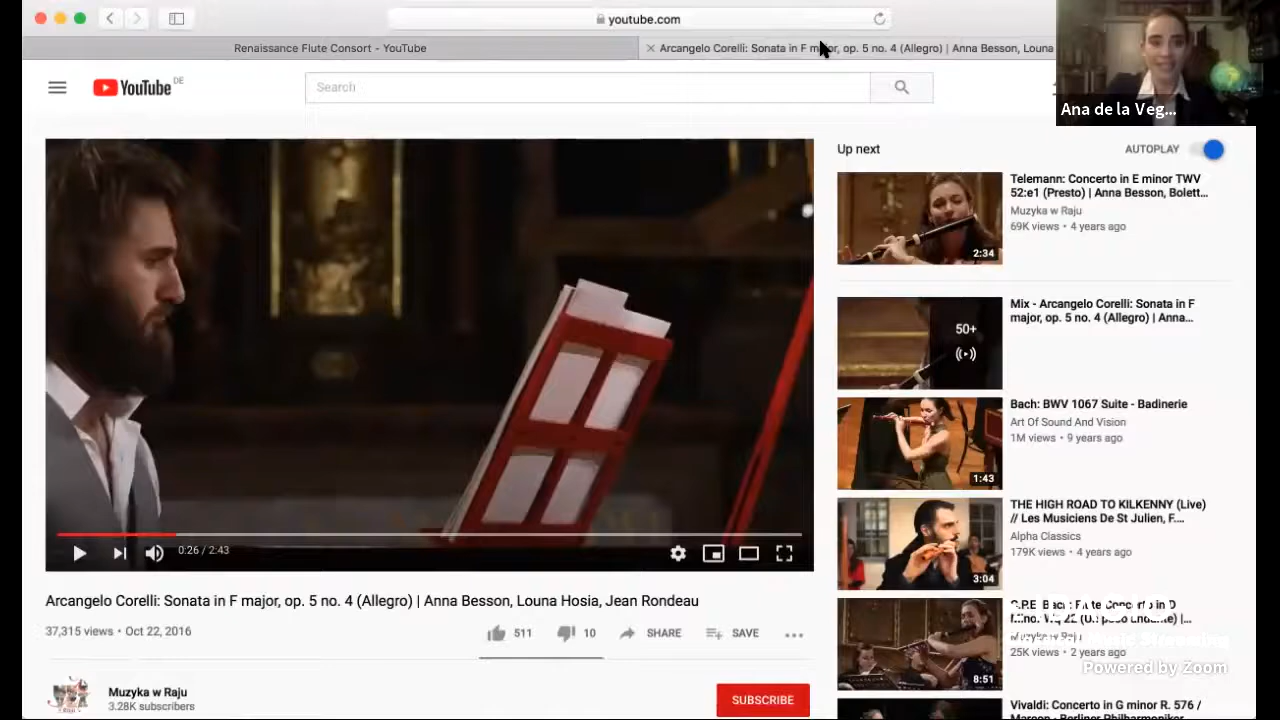 youtube.com
Renaissance Flute Consort - YouTube
Arcangelo Corelli: Sonata in F major, op. 5 no. 4 (Allegro) | Anna Besson, Louna
YouTube DE
Search
Ana de la Veg...
Up next
AUTOPLAY
Telemann: Concerto in E minor TWV
52:e1 (Presto) | Anna Besson, Bolett...
Muzyka w Raju
69K views • 4 years ago
2:34
Mix - Arcangelo Corelli: Sonata in F
major, op. 5 no. 4 (Allegro) | Anna...
50+
Bach: BWV 1067 Suite - Badinerie
Art Of Sound And Vision
1M views • 9 years ago
1:43
THE HIGH ROAD TO KILKENNY (Live)
// Les Musiciens De St Julien, F....
Alpha Classics
179K views • 4 years ago
3:04
C.P.E. Bach: Flute Concerto in D
25K views • 2 years ago
8:51
Powered by Zoom
Vivaldi: Concerto in G minor R. 576 /
0:26 / 2:43
Arcangelo Corelli: Sonata in F major, op. 5 no. 4 (Allegro) | Anna Besson, Louna Hosia, Jean Rondeau
37,315 views • Oct 22, 2016
511
10
SHARE
SAVE
Muzyka w Raju
3.28K subscribers
SUBSCRIBE